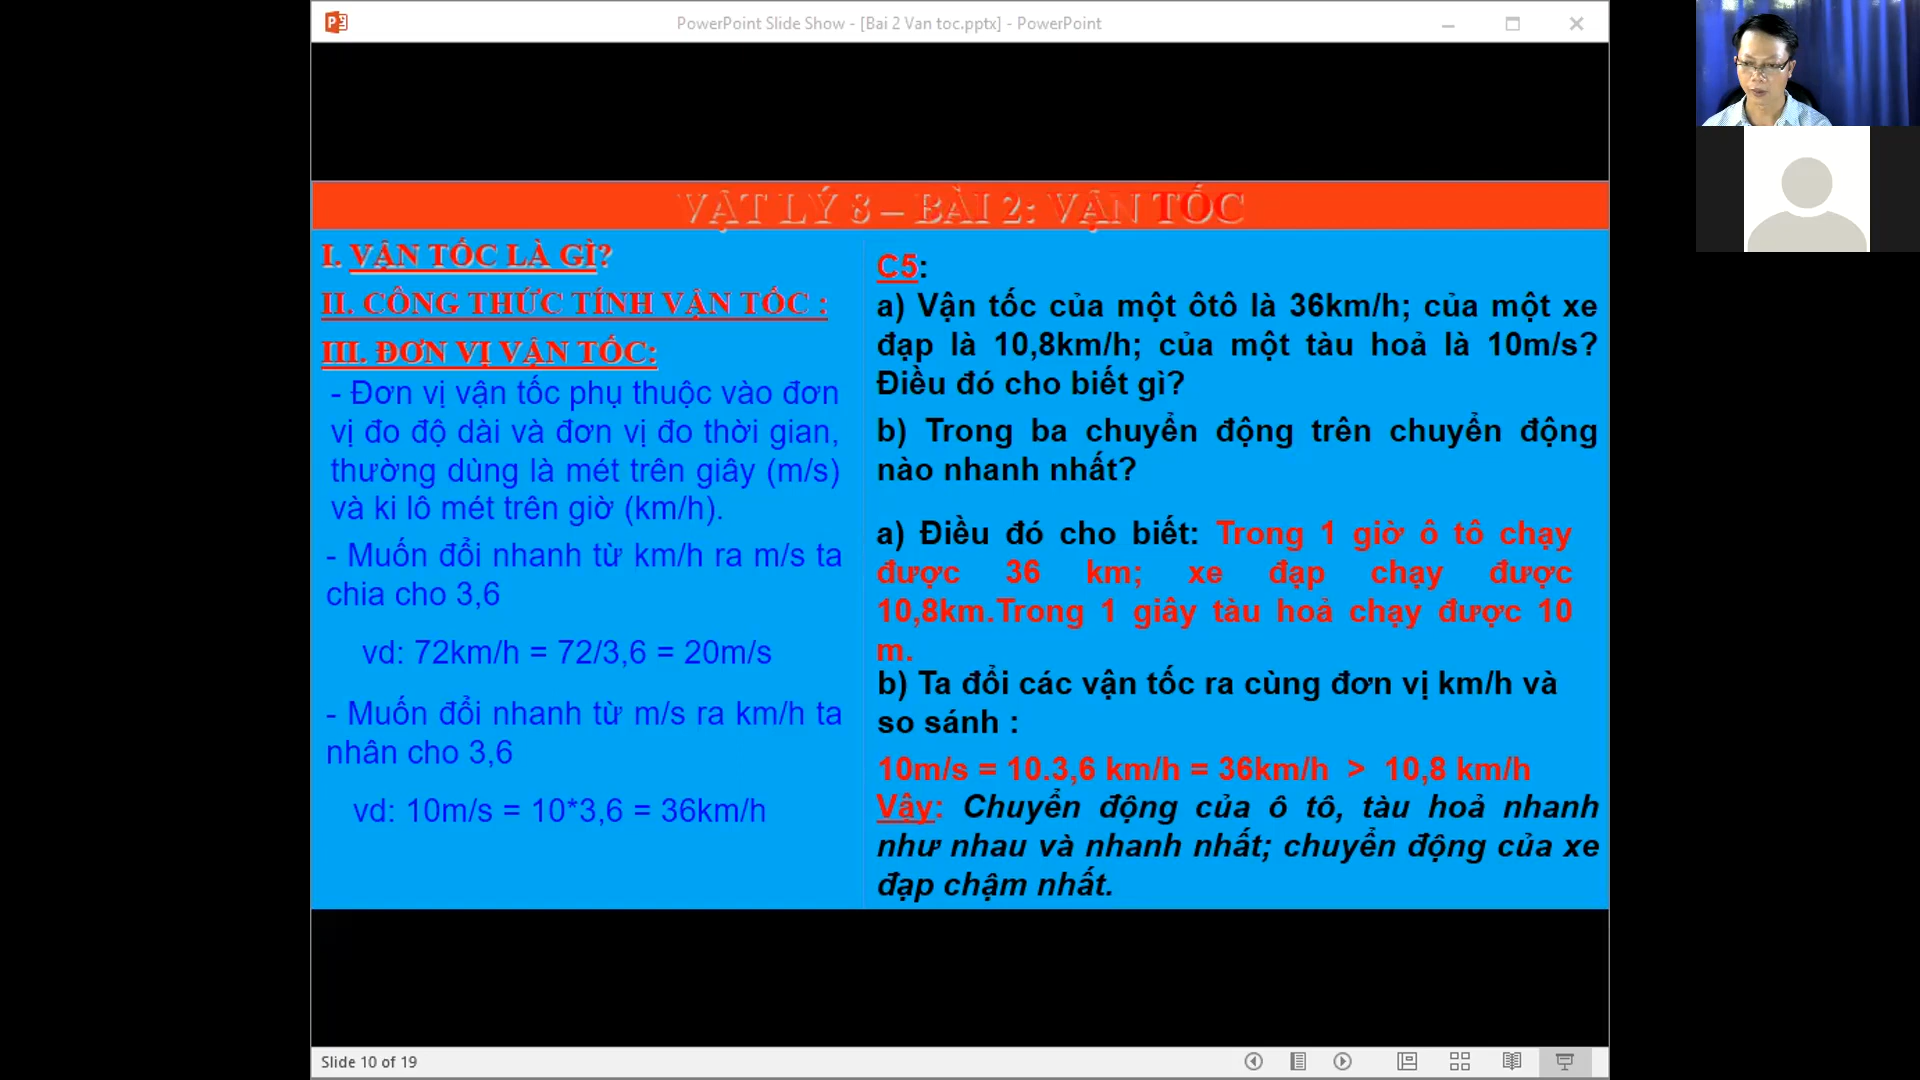 PowerPoint Slide Show - [Bai 2 Van toc.pptx] - PowerPoint
VẬT LÝ 8 – BÀI 2: VẬN TỐC
I. VẬN TỐC LÀ GÌ?
II. CÔNG THỨC TÍNH VẬN TỐC :
III. ĐƠN VỊ VẬN TỐC:
- Đơn vị vận tốc phụ thuộc vào đơn
vị đo độ dài và đơn vị đo thời gian,
thường dùng là mét trên giây (m/s)
và ki lô mét trên giờ (km/h).
- Muốn đổi nhanh từ km/h ra m/s ta
chia cho 3,6
vd: 72km/h = 72/3,6 = 20m/s
- Muốn đổi nhanh từ m/s ra km/h ta
nhân cho 3,6
vd: 10m/s = 10*3,6 = 36km/h
C5:
a) Vận tốc của một ôtô là 36km/h; của một xe
đạp là 10,8km/h; của một tàu hoả là 10m/s?
Điều đó cho biết gì?
b) Trong ba chuyển động trên chuyển động
nào nhanh nhất?
a) Điều đó cho biết: Trong 1 giờ ô tô chạy
được 36 km; xe đạp chạy được
10,8km.Trong 1 giây tàu hoả chạy được 10
m.
b) Ta đổi các vận tốc ra cùng đơn vị km/h và
so sánh :
10m/s = 10.3,6 km/h = 36km/h > 10,8 km/h
Vậy: Chuyển động của ô tô, tàu hoả nhanh
như nhau và nhanh nhất; chuyển động của xe
đạp chậm nhất.
Slide 10 of 19